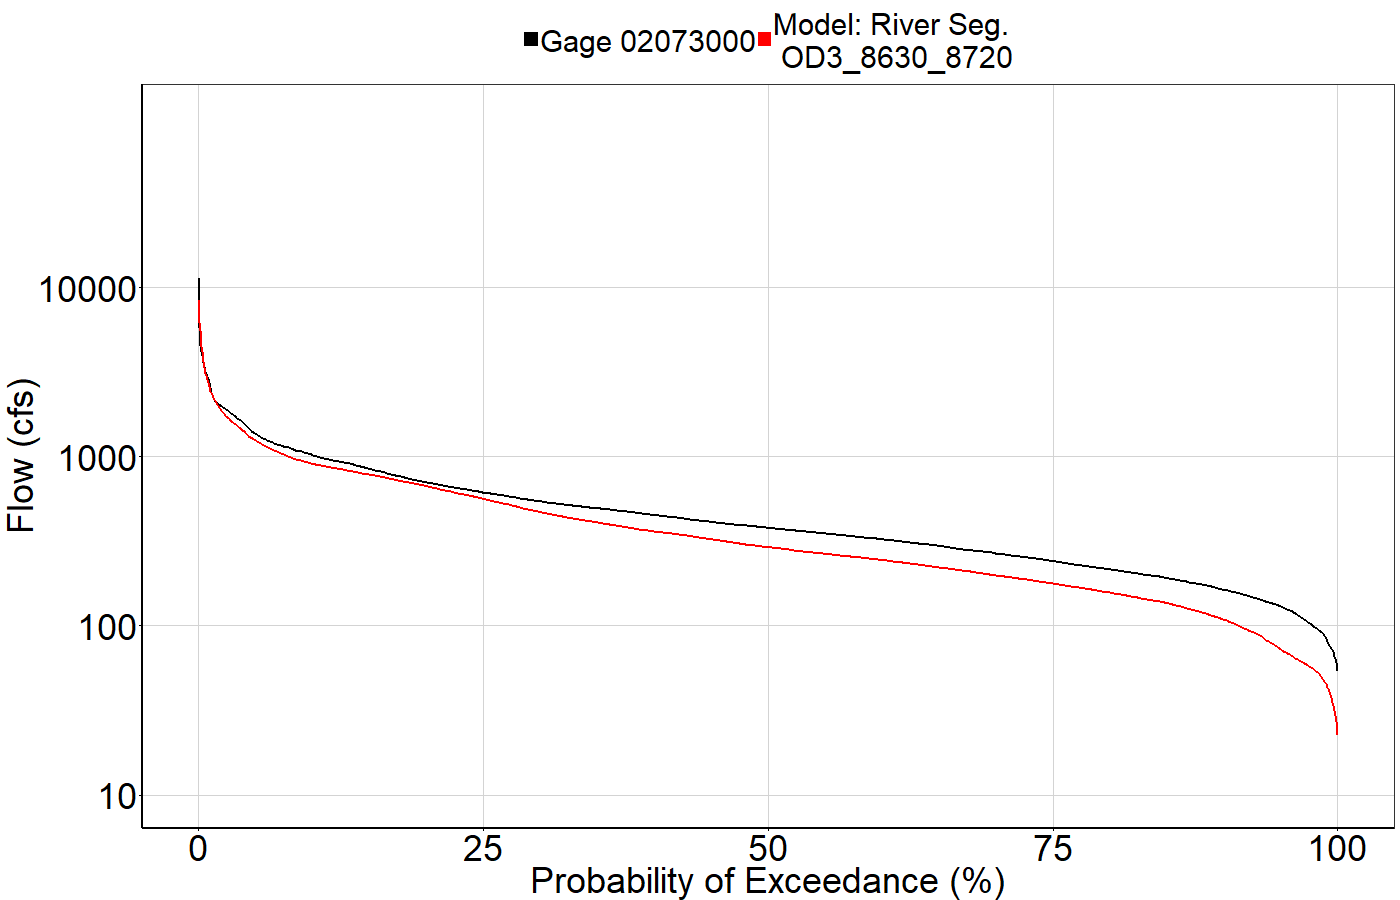 Gage 02073000
Model: River Seg.
OD3_8630_8720
10000
1000
100
10
Flow (cfs)
0 25 50 75 100
Probability of Exceedance (%)